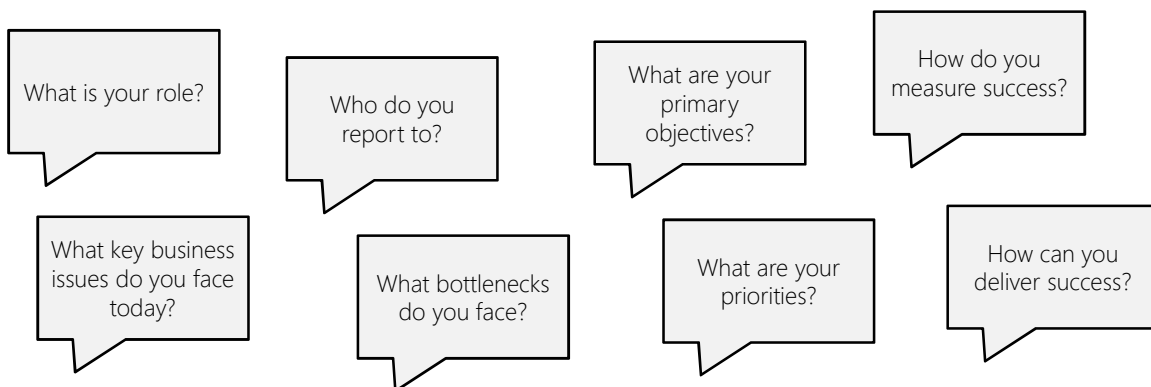 What is your role?
Who do you
report to?
What are your
primary
objectives?
How do you
measure success?
What key business
issues do you face
today?
What bottlenecks
do you face?
What are your
priorities?
How can you
deliver success?